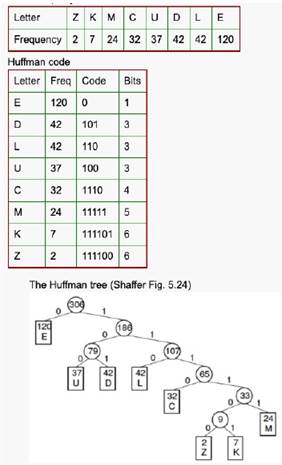 Letter Z K M C U D L E
Frequency 2 7 24 32 37 42 42 120
Huffman code
Letter Freq Code Bits
E 120 0 1
D 42 101 3
L 42 110 3
U 37 100 3
C 32 1110 4
M 24 11111 5
K 7 111101 6
Z 2 111100 6
The Huffman tree (Shaffer Fig. 5.24)
306
0 1
120 186
E 0 1
79 107
0 1 0 1
37 42 42 65
U D L 0 1
32 33
C 0 1
9 24
0 1 M
2 7
Z K